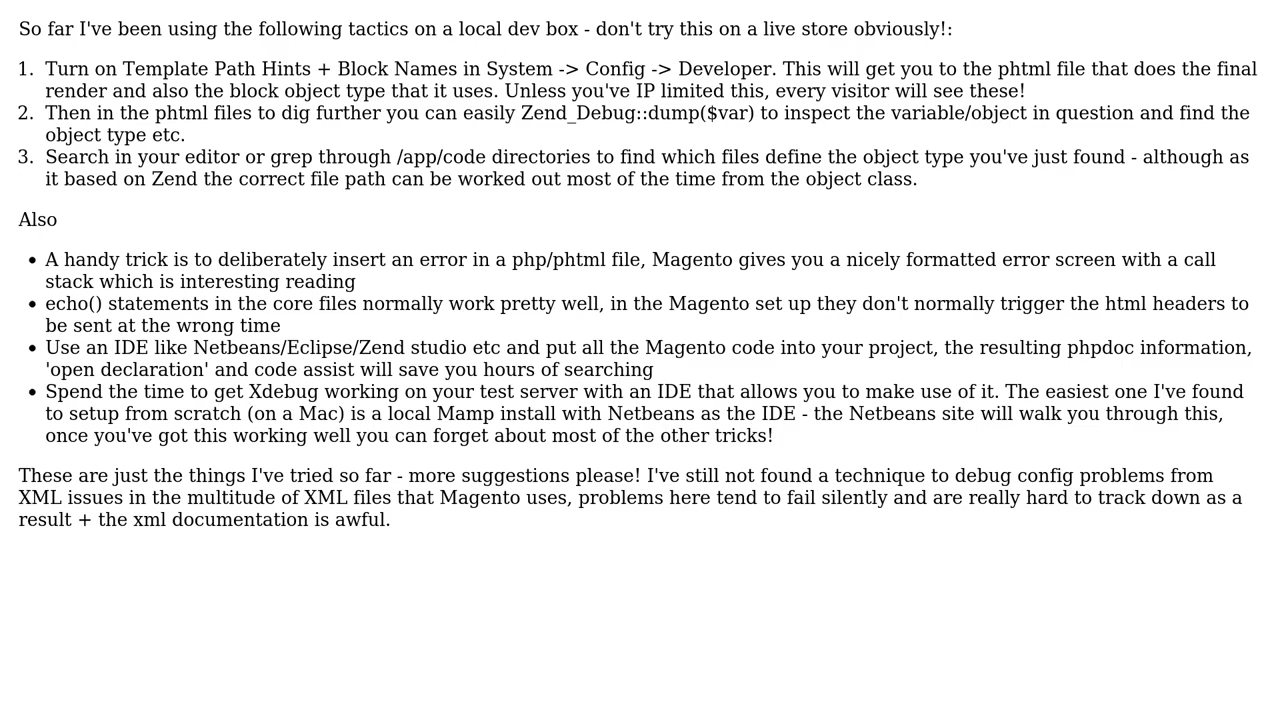 So far I've been using the following tactics on a local dev box - don't try this on a live store obviously!:
1. Turn on Template Path Hints + Block Names in System -> Config -> Developer. This will get you to the phtml file that does the final
render and also the block object type that it uses. Unless you've IP limited this, every visitor will see these!
2. Then in the phtml files to dig further you can easily Zend_Debug::dump($var) to inspect the variable/object in question and find the
object type etc.
3. Search in your editor or grep through /app/code directories to find which files define the object type you've just found - although as
it based on Zend the correct file path can be worked out most of the time from the object class.
Also
• A handy trick is to deliberately insert an error in a php/phtml file, Magento gives you a nicely formatted error screen with a call
stack which is interesting reading
• echo() statements in the core files normally work pretty well, in the Magento set up they don't normally trigger the html headers to
be sent at the wrong time
• Use an IDE like Netbeans/Eclipse/Zend studio etc and put all the Magento code into your project, the resulting phpdoc information,
'open declaration' and code assist will save you hours of searching
• Spend the time to get Xdebug working on your test server with an IDE that allows you to make use of it. The easiest one I've found
to setup from scratch (on a Mac) is a local Mamp install with Netbeans as the IDE - the Netbeans site will walk you through this,
once you've got this working well you can forget about most of the other tricks!
These are just the things I've tried so far - more suggestions please! I've still not found a technique to debug config problems from
XML issues in the multitude of XML files that Magento uses, problems here tend to fail silently and are really hard to track down as a
result + the xml documentation is awful.